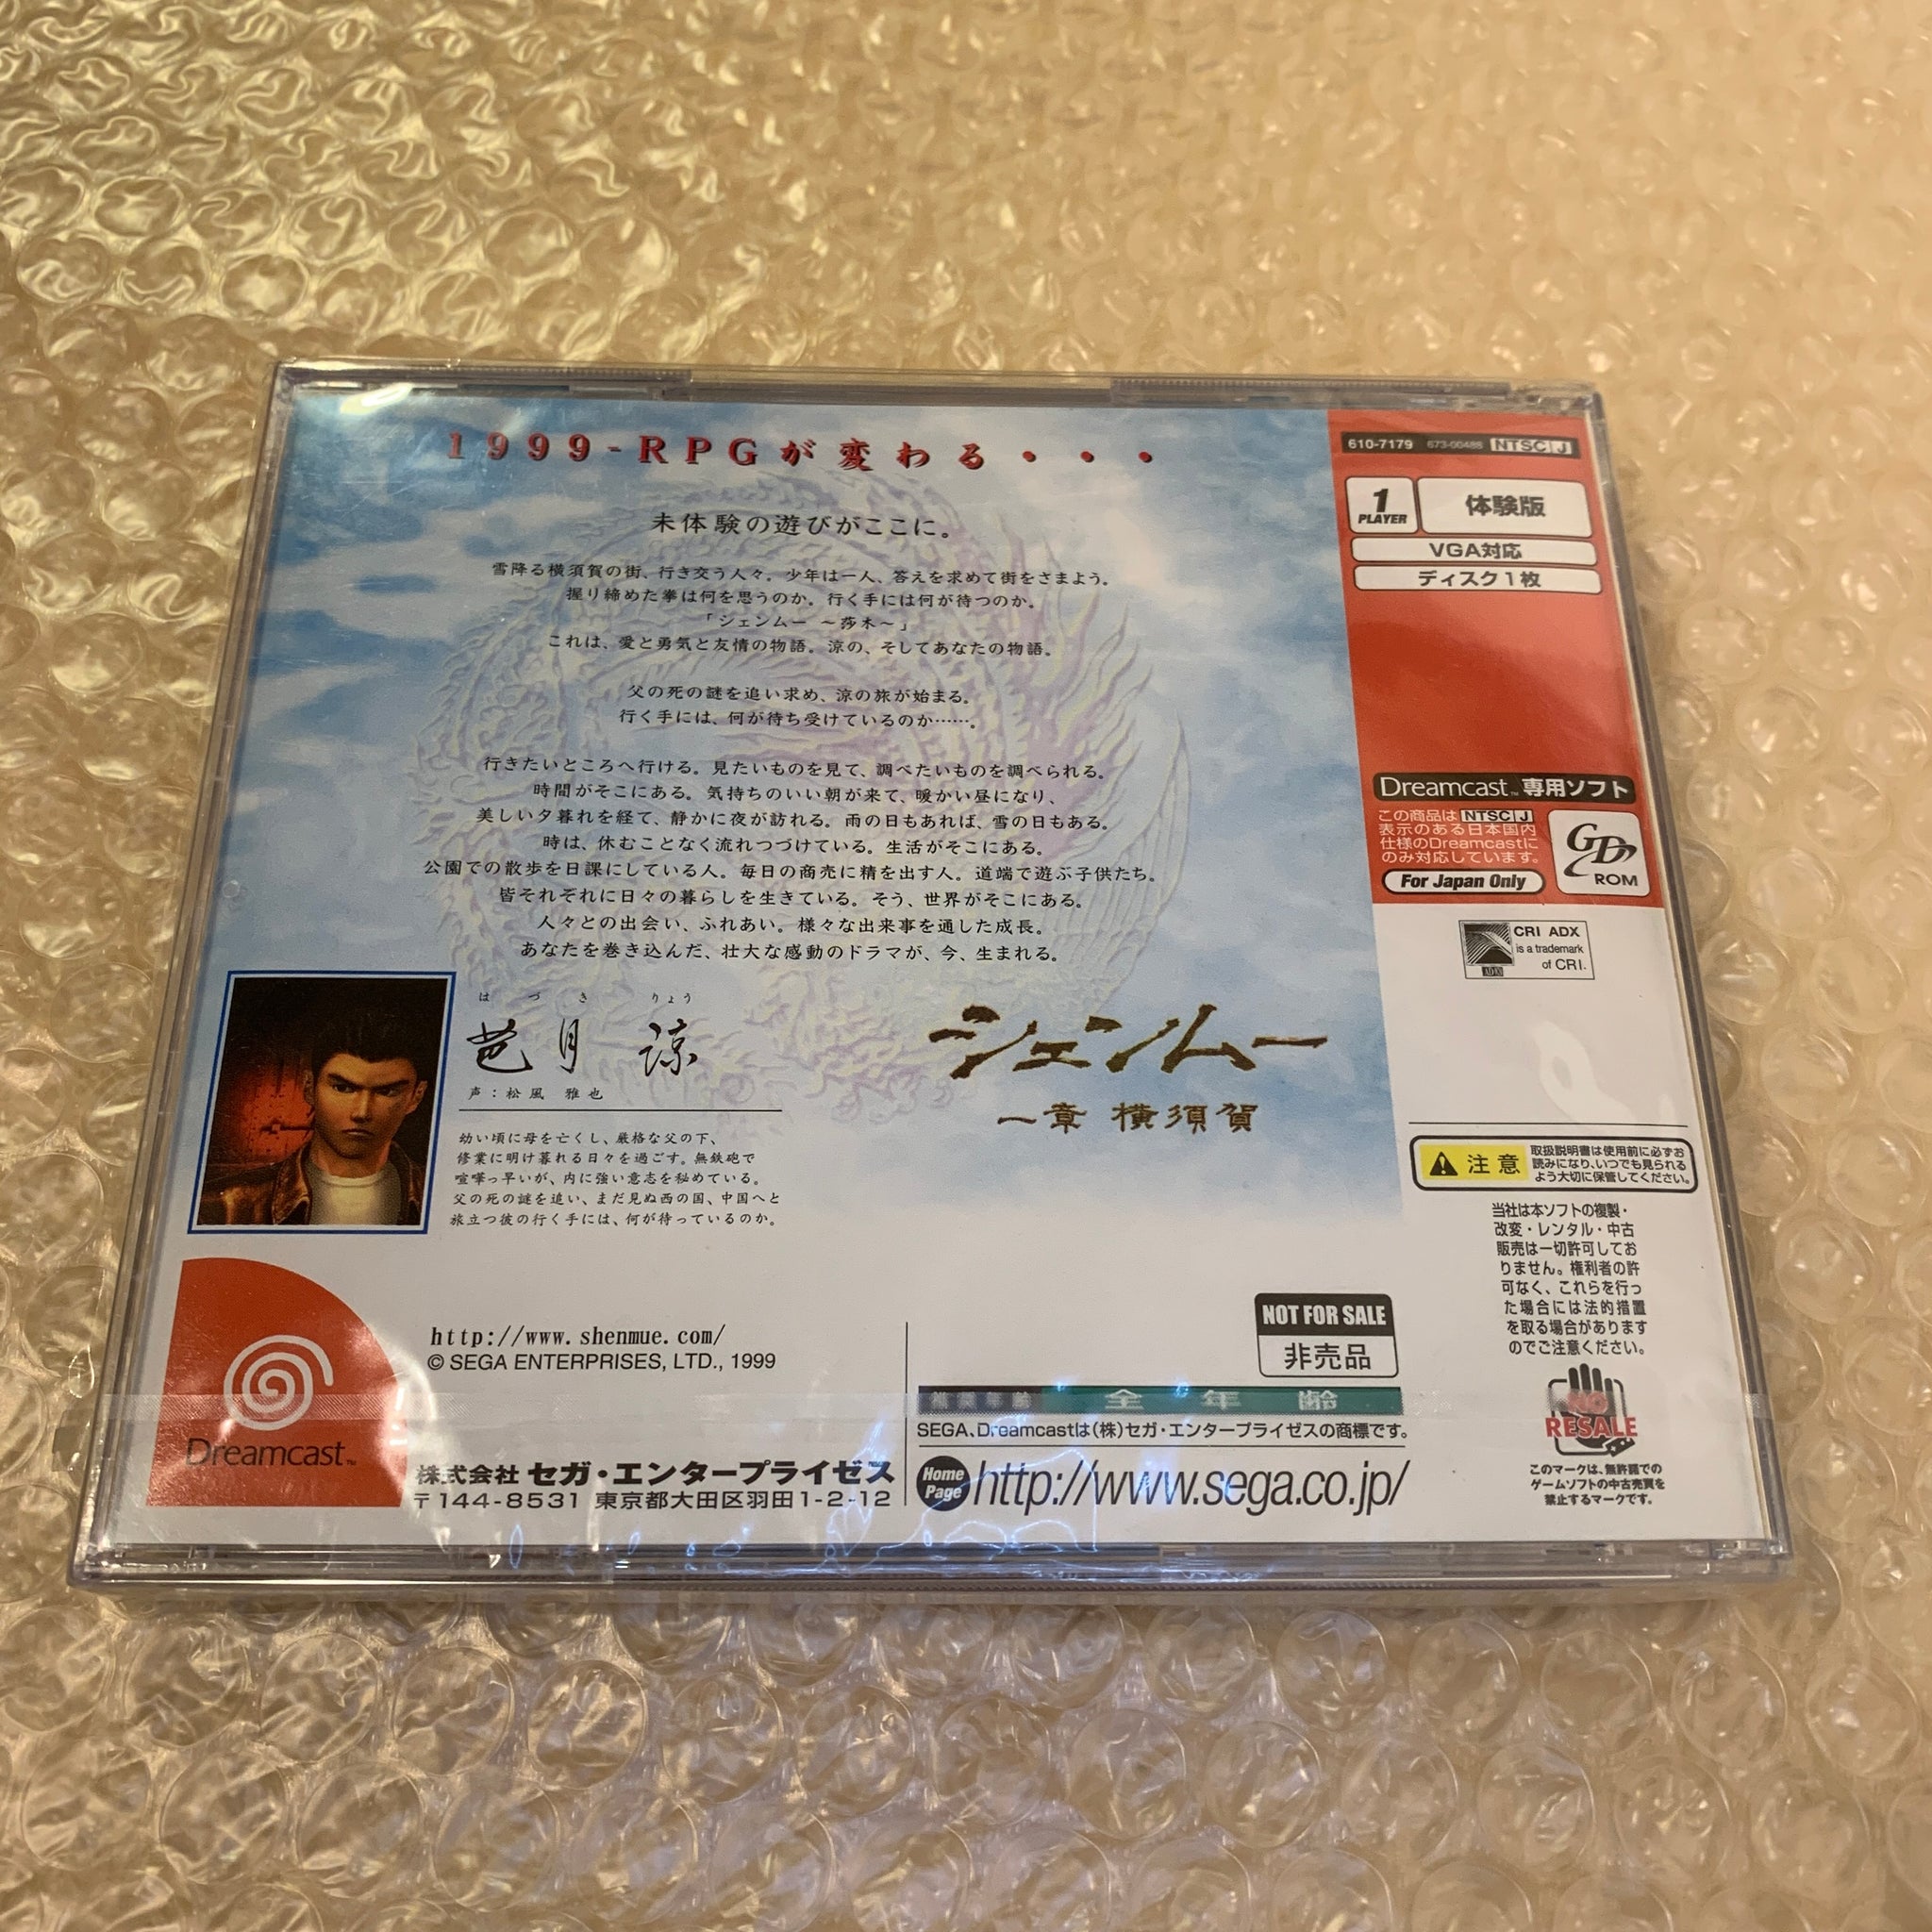 1999-RPGが変わる・・・
未体験の遊びがここに。
雪降る横須賀の街、行き交う人々。少年は一人、答えを求めて街をさまよう。
握り締めた拳は何を思うのか。行く手には何が待つのか。
「シェンムー ～莎木～」
これは、愛と勇気と友情の物語。涼の、そしてあなたの物語。
父の死の謎を追い求め、涼の旅が始まる。
行く手には、何が待ち受けているのか……。
行きたいところへ行ける。見たいものを見て、調べたいものを調べられる。
時間がそこにある。気持ちのいい朝が来て、暖かい昼になり、
美しい夕暮れを経て、静かに夜が訪れる。雨の日もあれば、雪の日もある。
時は、休むことなく流れつづけている。生活がそこにある。
公園での散歩を日課にしている人。毎日の商売に精を出す人。道端で遊ぶ子供たち。
皆それぞれに日々の暮らしを生きている。そう、世界がそこにある。
人々との出会い、ふれあい。様々な出来事を通した成長。
あなたを巻き込んだ、壮大な感動のドラマが、今、生まれる。
はづき りょう
芭月 涼
声：松風 雅也
幼い頃に母を亡くし、厳格な父の下、
修業に明け暮れる日々を過ごす。無鉄砲で
喧嘩っ早いが、内に強い意志を秘めている。
父の死の謎を追い、まだ見ぬ西の国、中国へと
旅立つ彼の行く手には、何が待っているのか。
シェンムー
一章 横須賀
Dreamcast™
http://www.shenmue.com/
© SEGA ENTERPRISES, LTD., 1999
株式会社 セガ・エンタープライゼス
〒144-8531 東京都大田区羽田1-2-12
NOT FOR SALE
非売品
推奨年齢 全年齢
SEGA、Dreamcastは(株)セガ・エンタープライゼスの商標です。
Home Page http://www.sega.co.jp/
610-7179 673-00488 NTSC J
1 PLAYER
体験版
VGA対応
ディスク1枚
Dreamcast™専用ソフト
この商品は NTSC J
表示のある日本国内
仕様のDreamcastに
のみ対応しています。
For Japan Only
GD ROM
CRI ADX
is a trademark
of CRI.
ADX
注意
取扱説明書は使用前に必ずお
読みになり、いつでも見られる
よう大切に保管してください。
当社は本ソフトの複製・
改変・レンタル・中古
販売は一切許可してお
りません。権利者の許
可なく、これらを行っ
た場合には法的措置
を取る場合があります
のでご注意ください。
NO
RESALE
このマークは、無許諾での
ゲームソフトの中古売買を
禁止するマークです。